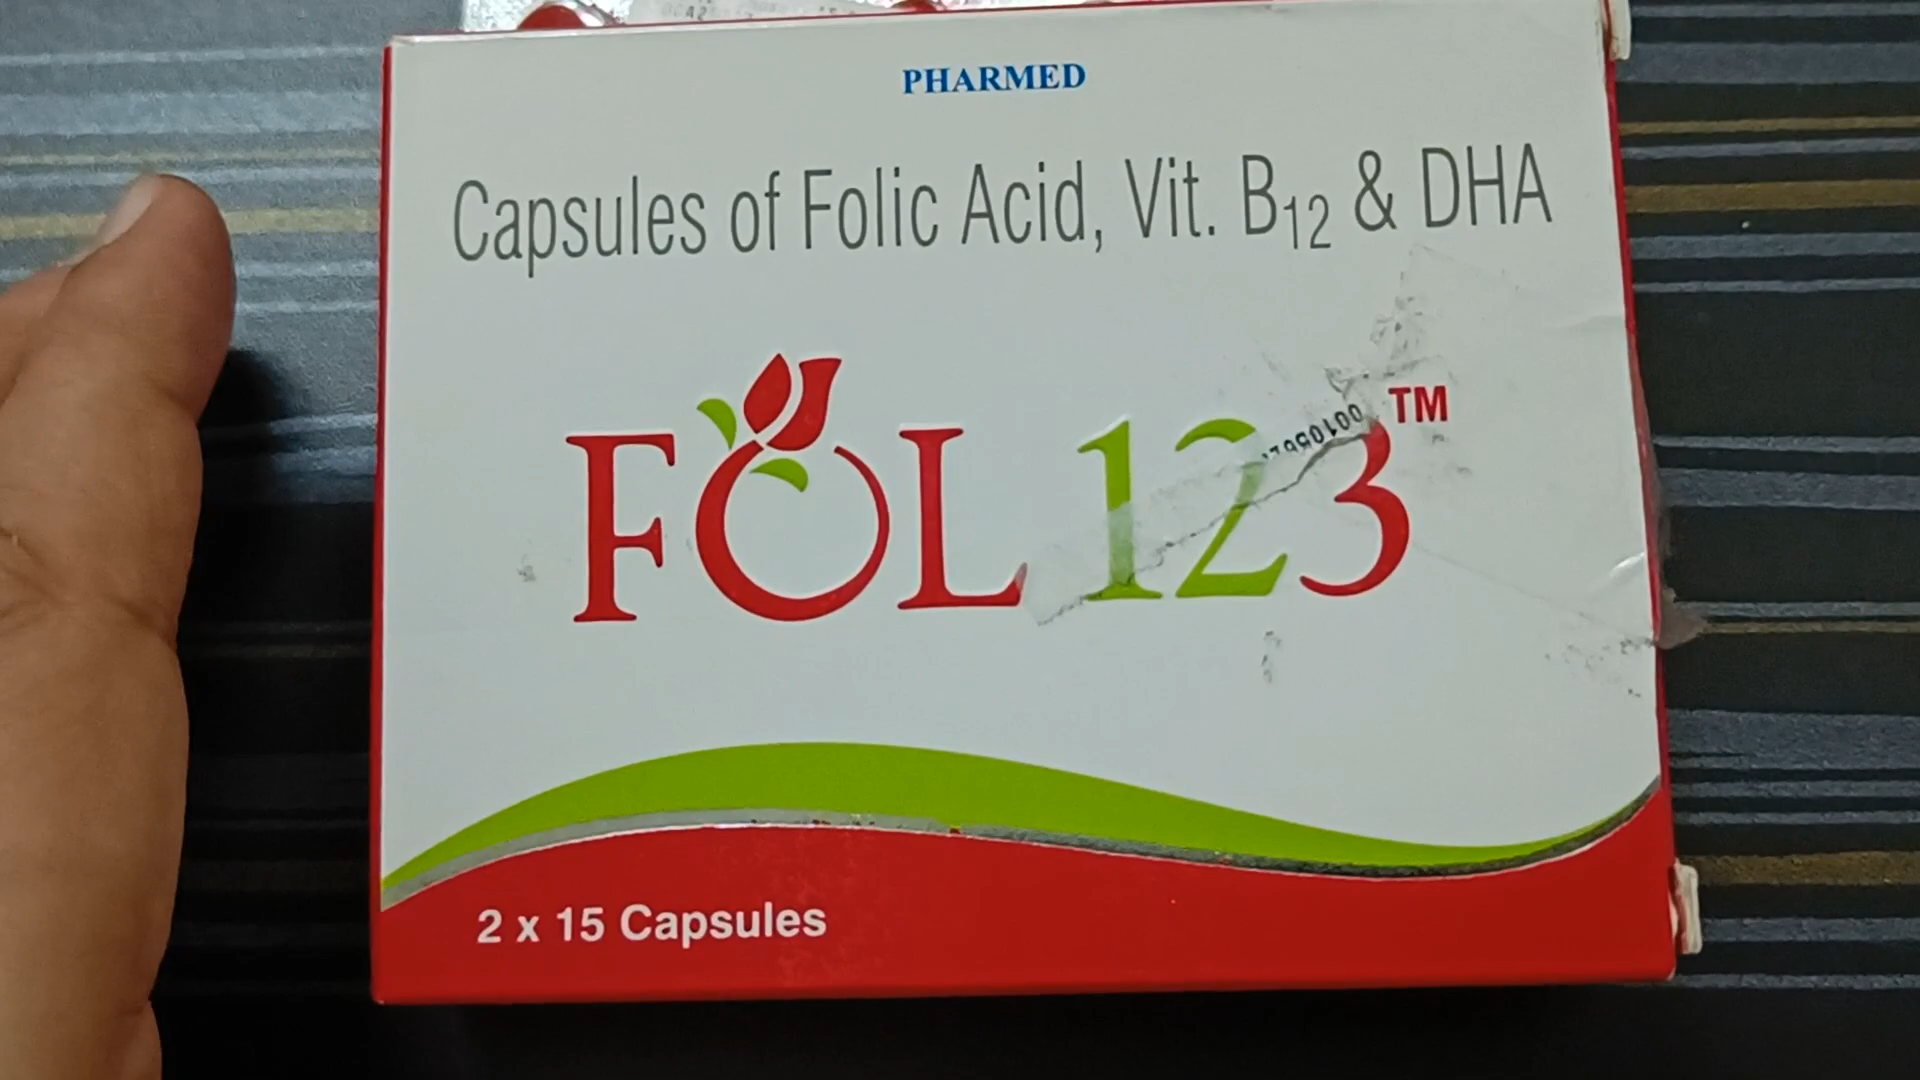 PHARMED
Capsules of Folic Acid, Vit. B12 & DHA
FOL 123™
2 x 15 Capsules